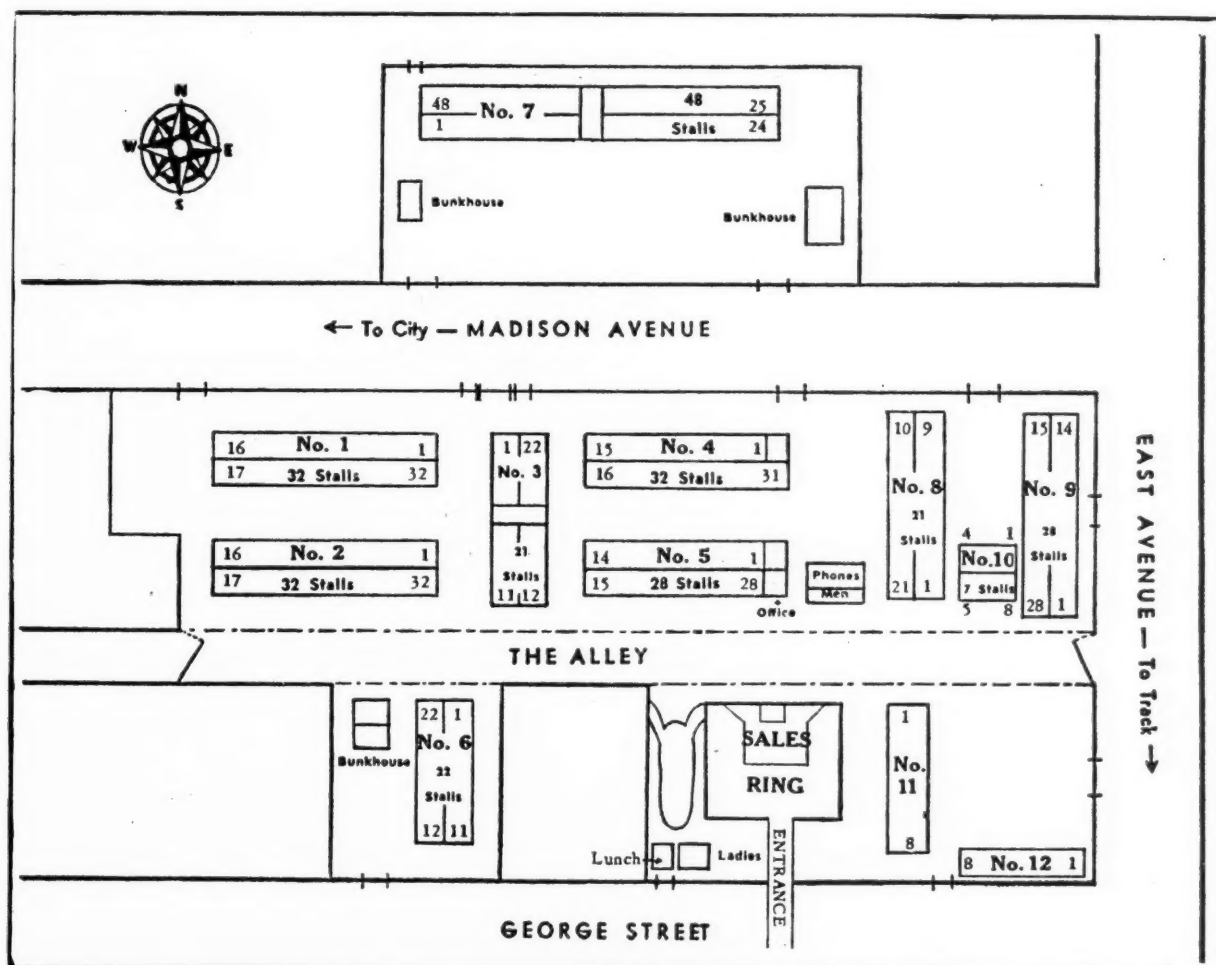 N
W E
S
48 No. 7 48 25
1 Stalls 24
Bunkhouse
Bunkhouse
← To City — MADISON AVENUE
16 No. 1 1
17 32 Stalls 32
1 22
No. 3
21
Stalls
11 12
15 No. 4 1
16 32 Stalls 31
10 9
No. 8
21
Stalls
21 1
15 14
No. 9
28
Stalls
28 1
16 No. 2 1
17 32 Stalls 32
14 No. 5 1
15 28 Stalls 28
Office
Phones
Men
4 1
No.10
7 Stalls
5 8
EAST AVENUE — To Track →
THE ALLEY
22 1
No. 6
22
Stalls
12 11
Bunkhouse
SALES
RING
ENTRANCE
Lunch
Ladies
1
No.
11
8
8 No. 12 1
GEORGE STREET